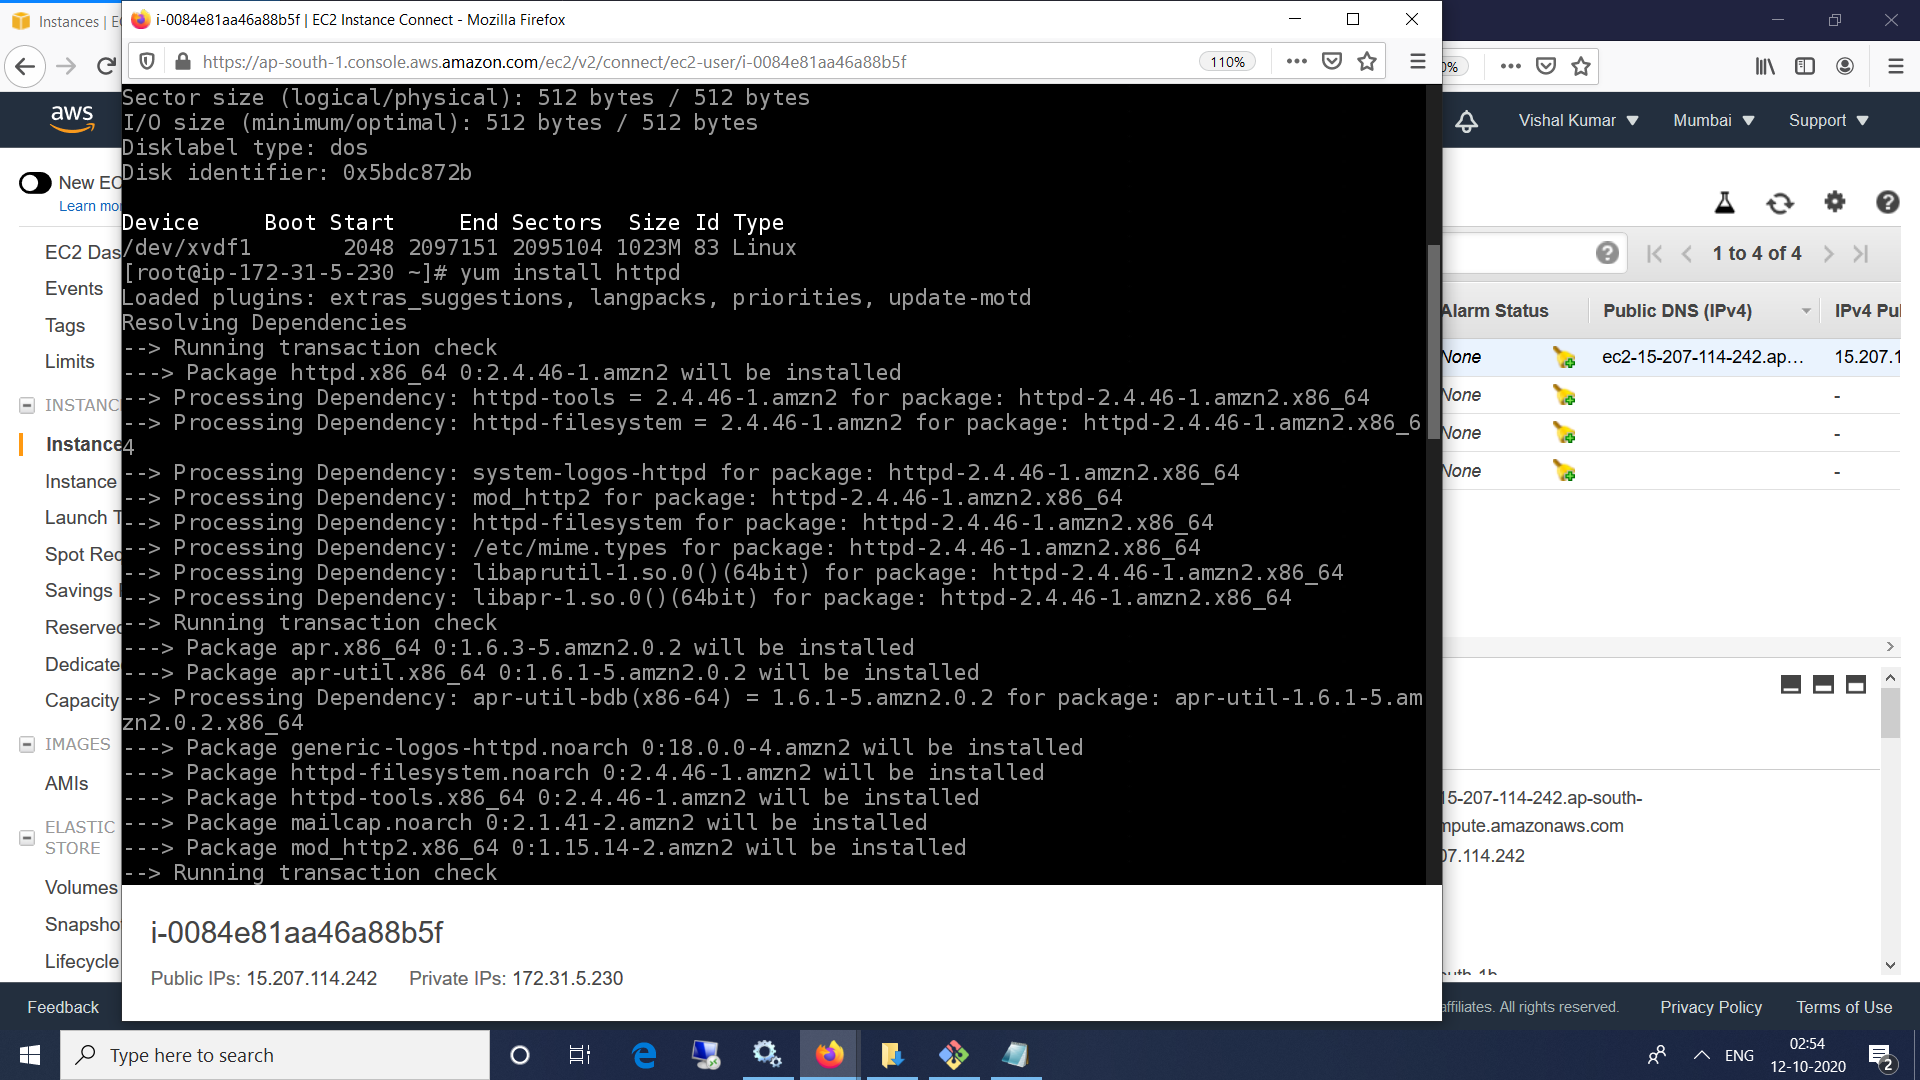 Instances | EC
i-0084e81aa46a88b5f | EC2 Instance Connect - Mozilla Firefox
https://ap-south-1.console.aws.amazon.com/ec2/v2/connect/ec2-user/i-0084e81aa46a88b5f
110%
0%
aws
Vishal Kumar
Mumbai
Support
New EC
Learn mor
EC2 Das
Events
Tags
Limits
INSTANC
Instance
Instance
Launch T
Spot Req
Savings
Reserved
Dedicate
Capacity
IMAGES
AMIs
ELASTIC
STORE
Volumes
Snapsho
Lifecycle
Feedback
Sector size (logical/physical): 512 bytes / 512 bytes
I/O size (minimum/optimal): 512 bytes / 512 bytes
Disklabel type: dos
Disk identifier: 0x5bdc872b
Device     Boot Start     End Sectors  Size Id Type
/dev/xvdf1       2048 2097151 2095104 1023M 83 Linux
[root@ip-172-31-5-230 ~]# yum install httpd
Loaded plugins: extras_suggestions, langpacks, priorities, update-motd
Resolving Dependencies
--> Running transaction check
---> Package httpd.x86_64 0:2.4.46-1.amzn2 will be installed
--> Processing Dependency: httpd-tools = 2.4.46-1.amzn2 for package: httpd-2.4.46-1.amzn2.x86_64
--> Processing Dependency: httpd-filesystem = 2.4.46-1.amzn2 for package: httpd-2.4.46-1.amzn2.x86_6
4
--> Processing Dependency: system-logos-httpd for package: httpd-2.4.46-1.amzn2.x86_64
--> Processing Dependency: mod_http2 for package: httpd-2.4.46-1.amzn2.x86_64
--> Processing Dependency: httpd-filesystem for package: httpd-2.4.46-1.amzn2.x86_64
--> Processing Dependency: /etc/mime.types for package: httpd-2.4.46-1.amzn2.x86_64
--> Processing Dependency: libaprutil-1.so.0()(64bit) for package: httpd-2.4.46-1.amzn2.x86_64
--> Processing Dependency: libapr-1.so.0()(64bit) for package: httpd-2.4.46-1.amzn2.x86_64
--> Running transaction check
---> Package apr.x86_64 0:1.6.3-5.amzn2.0.2 will be installed
---> Package apr-util.x86_64 0:1.6.1-5.amzn2.0.2 will be installed
--> Processing Dependency: apr-util-bdb(x86-64) = 1.6.1-5.amzn2.0.2 for package: apr-util-1.6.1-5.am
zn2.0.2.x86_64
---> Package generic-logos-httpd.noarch 0:18.0.0-4.amzn2 will be installed
---> Package httpd-filesystem.noarch 0:2.4.46-1.amzn2 will be installed
---> Package httpd-tools.x86_64 0:2.4.46-1.amzn2 will be installed
---> Package mailcap.noarch 0:2.1.41-2.amzn2 will be installed
---> Package mod_http2.x86_64 0:1.15.14-2.amzn2 will be installed
--> Running transaction check
i-0084e81aa46a88b5f
Public IPs: 15.207.114.242    Private IPs: 172.31.5.230
1 to 4 of 4
Alarm Status    Public DNS (IPv4)    IPv4 Pul
None    ec2-15-207-114-242.ap...    15.207.1
None    -
None    -
None    -
15-207-114-242.ap-south-
mpute.amazonaws.com
07.114.242
outh-1b
affiliates. All rights reserved.    Privacy Policy    Terms of Use
Type here to search
ENG
02:54
12-10-2020
2